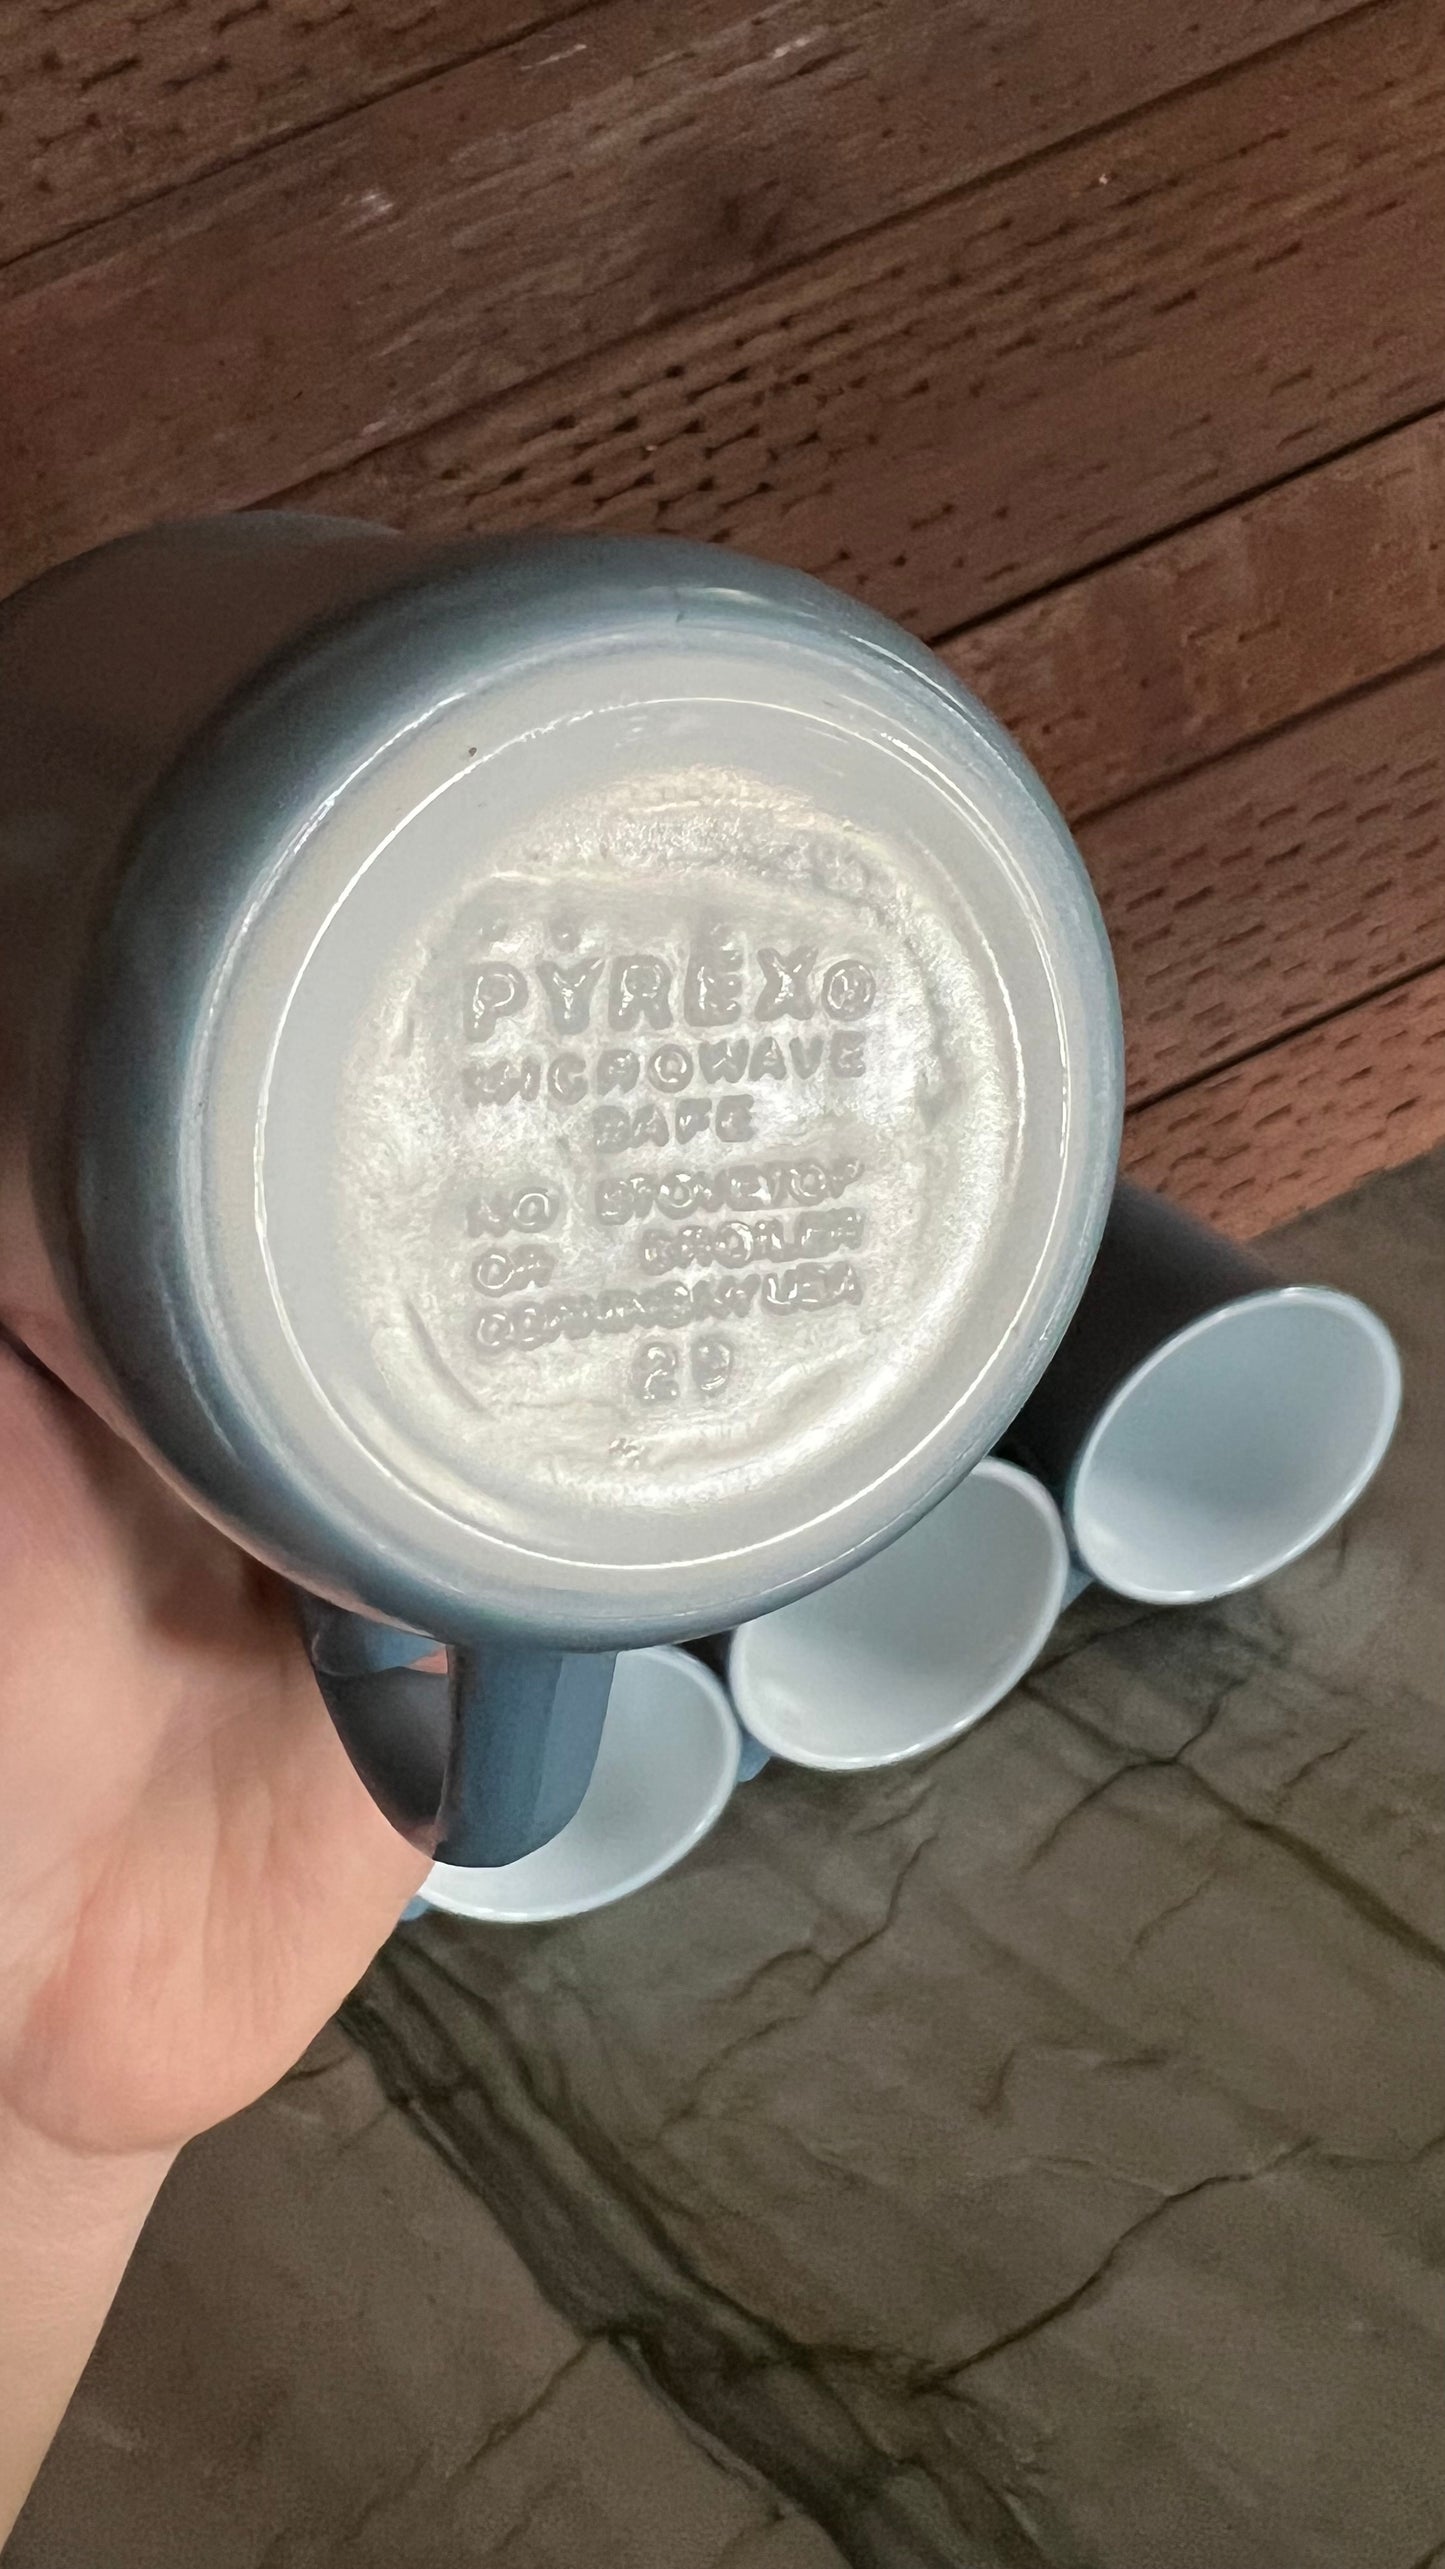 PYREX®
MICROWAVE
SAFE
NO STOVETOP
OR BROILER
CORNING NY USA
29